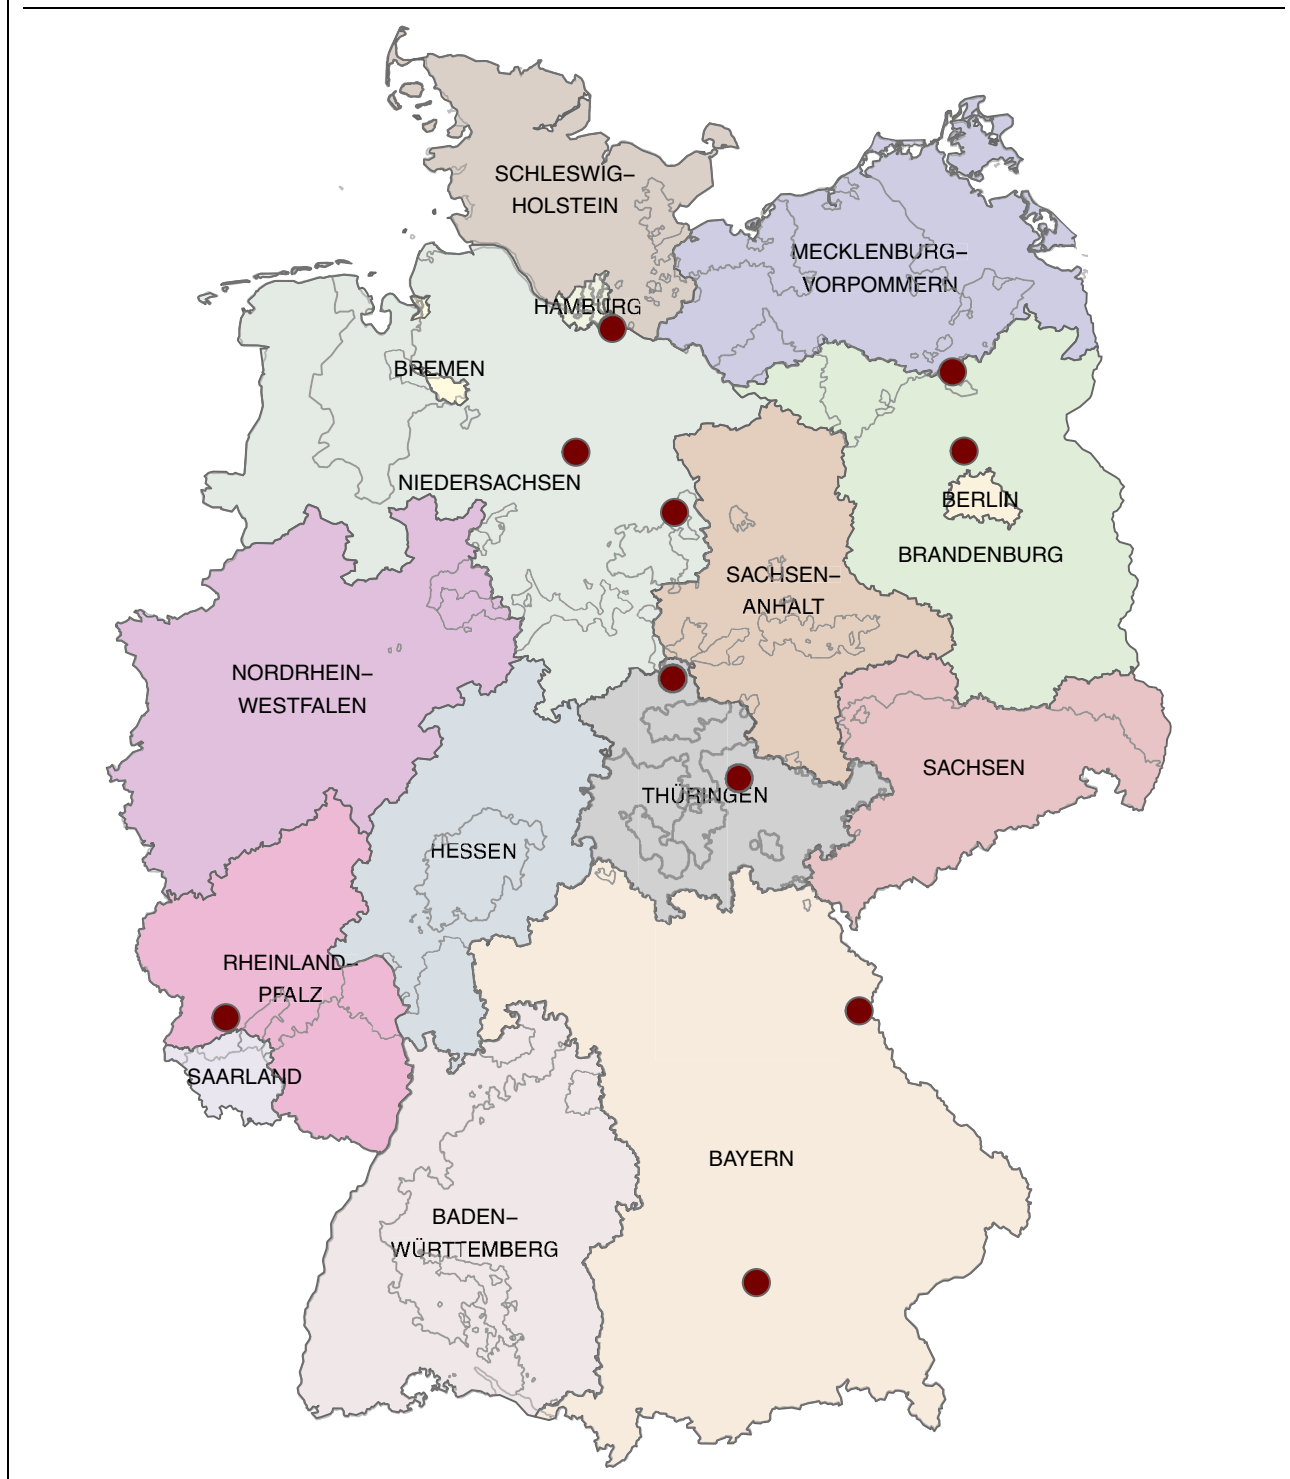 SCHLESWIG–
HOLSTEIN
MECKLENBURG–
VORPOMMERN
HAMBURG
BREMEN
NIEDERSACHSEN
BERLIN
BRANDENBURG
SACHSEN–
ANHALT
NORDRHEIN–
WESTFALEN
SACHSEN
THÜRINGEN
HESSEN
RHEINLAND–
PFALZ
SAARLAND
BAYERN
BADEN–
WÜRTTEMBERG